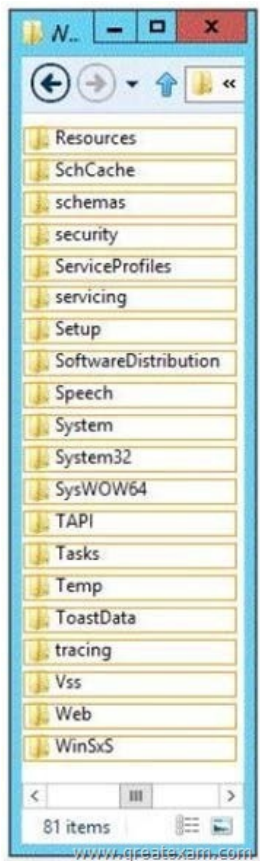 N...
«
Resources
SchCache
schemas
security
ServiceProfiles
servicing
Setup
SoftwareDistribution
Speech
System
System32
SysWOW64
TAPI
Tasks
Temp
ToastData
tracing
Vss
Web
WinSxS
81 items
www.greatexam.com